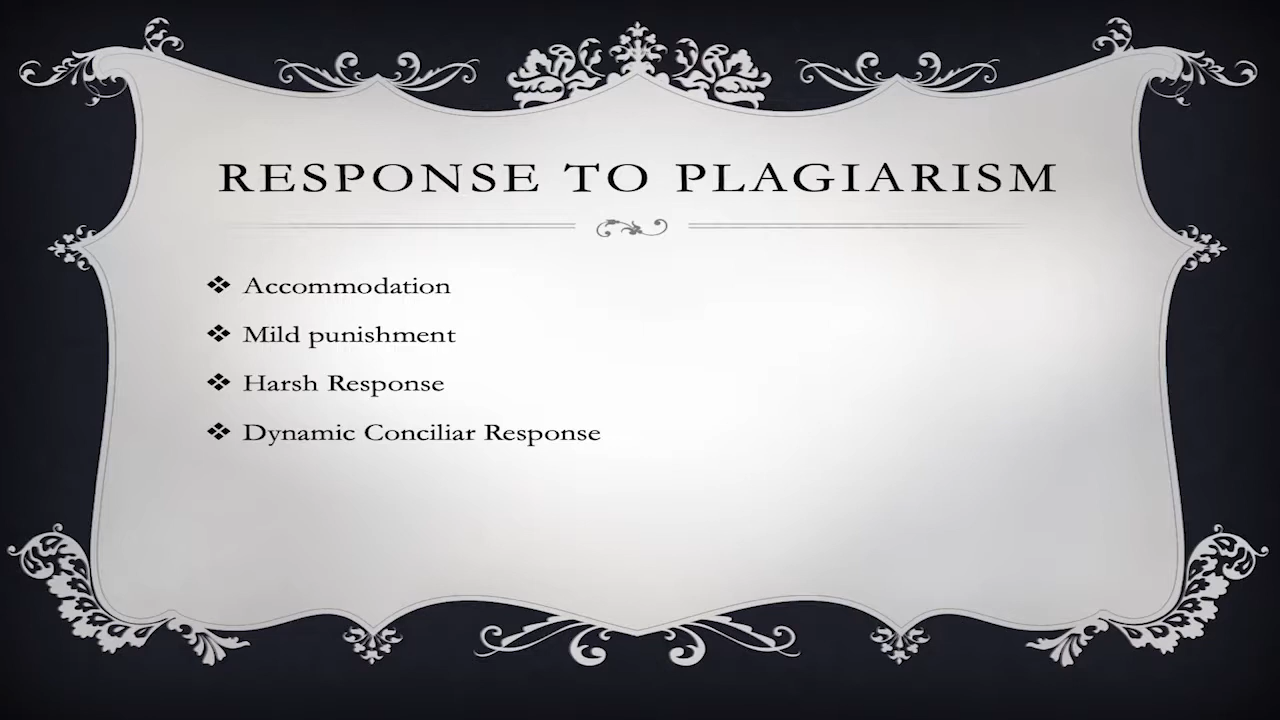 RESPONSE TO PLAGIARISM
Accommodation
Mild punishment
Harsh Response
Dynamic Conciliar Response